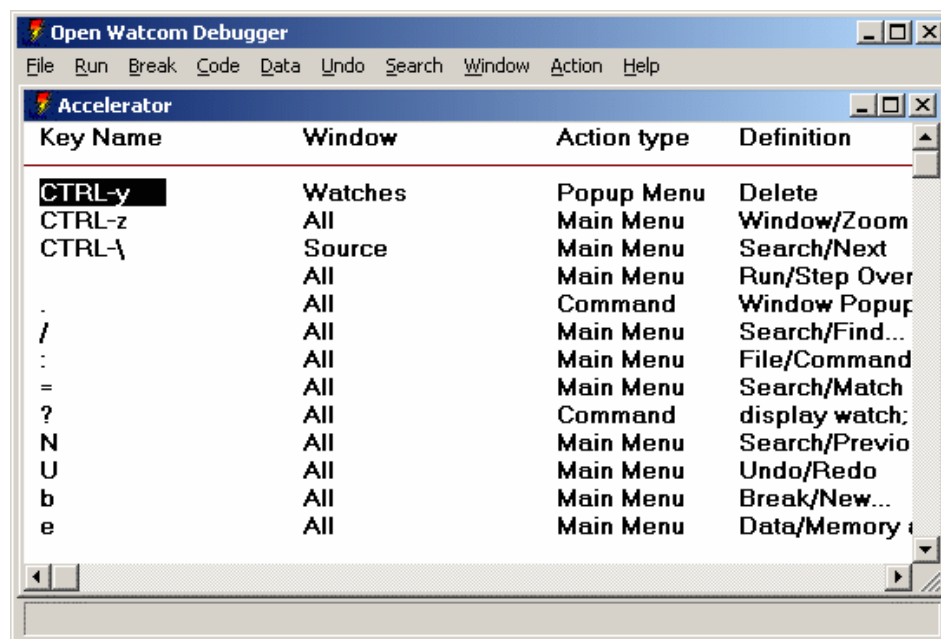 Open Watcom Debugger
File Run Break Code Data Undo Search Window Action Help
Accelerator
Key Name Window Action type Definition
CTRL-y Watches Popup Menu Delete
CTRL-z All Main Menu Window/Zoom
CTRL-\ Source Main Menu Search/Next
All Main Menu Run/Step Over
. All Command Window Popup
/ All Main Menu Search/Find...
: All Main Menu File/Command
= All Main Menu Search/Match
? All Command display watch;
N All Main Menu Search/Previo
U All Main Menu Undo/Redo
b All Main Menu Break/New...
e All Main Menu Data/Memory